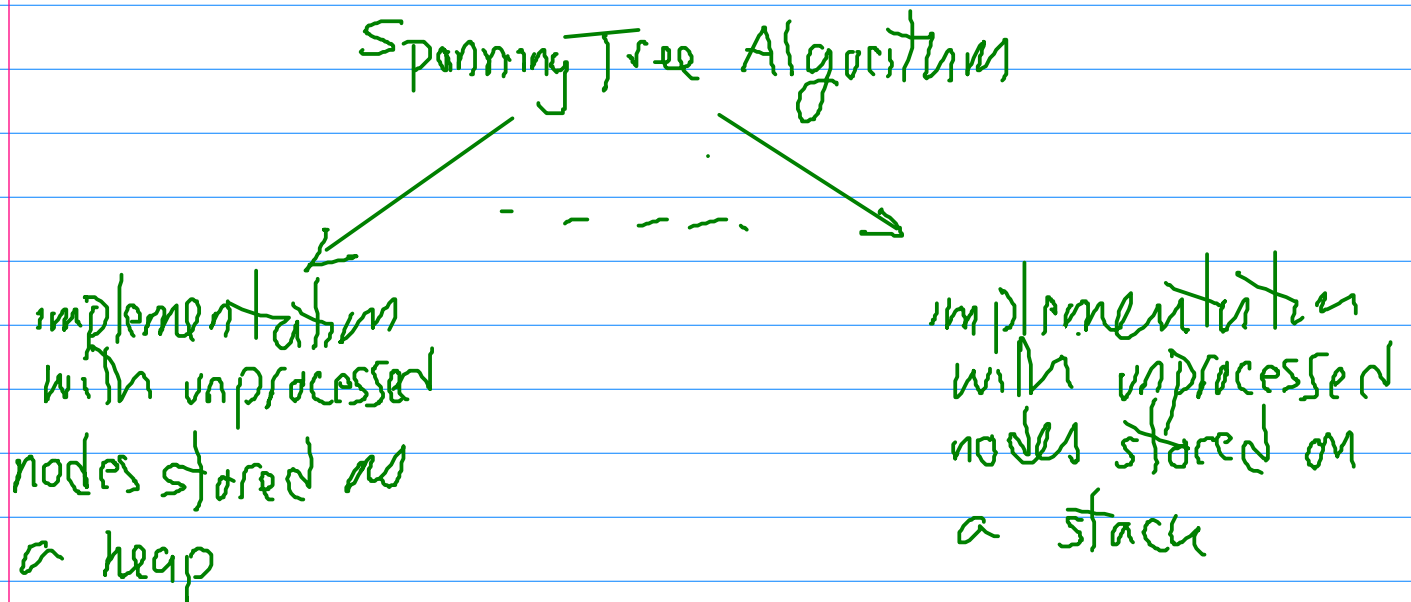 Spanning Tree Algorithm
implementation
with unprocessed
nodes stored as
a heap
implementation
with unprocessed
nodes stored on
a stack